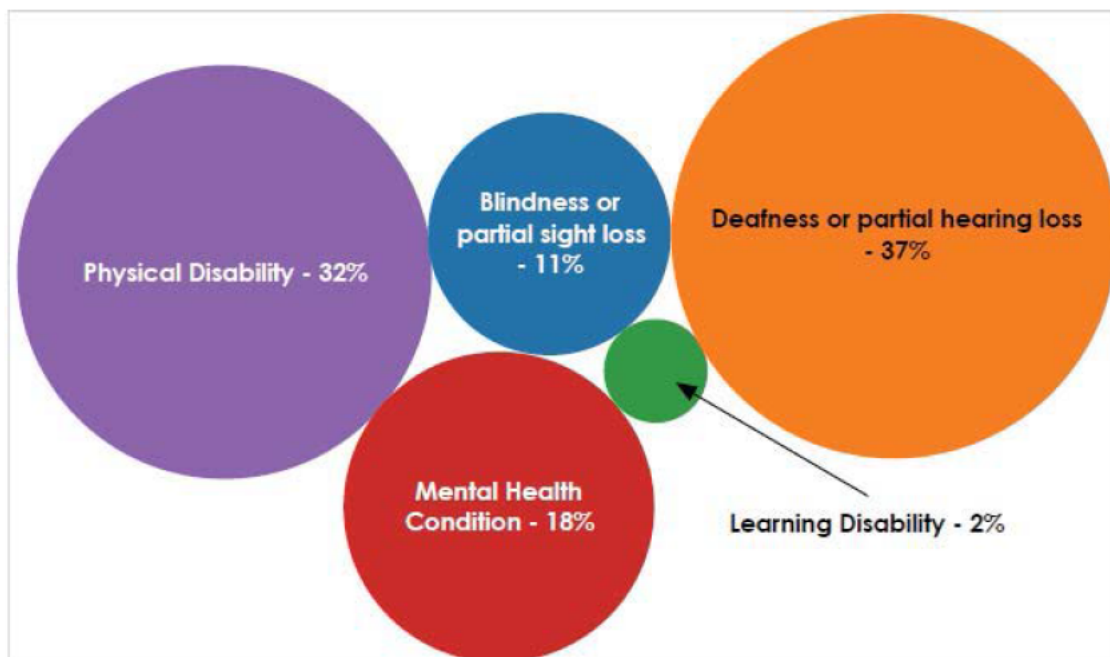 Physical Disability - 32%
Blindness or
partial sight loss
- 11%
Deafness or partial hearing loss
- 37%
Mental Health
Condition - 18%
Learning Disability - 2%